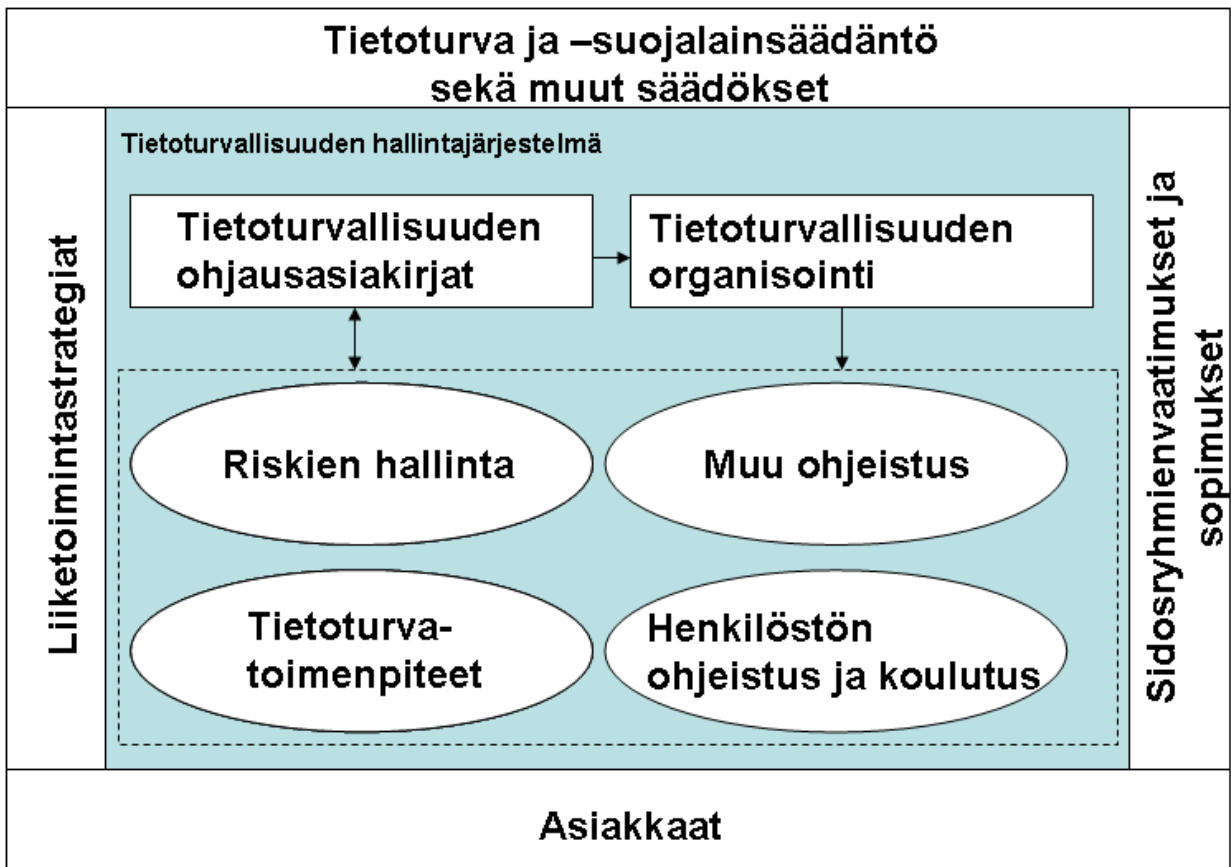 Tietoturva ja –suojalainsäädäntö
sekä muut säädökset
Liiketoimintastrategiat
Tietoturvallisuuden hallintajärjestelmä
Tietoturvallisuuden
ohjausasiakirjat
Tietoturvallisuuden
organisointi
Riskien hallinta
Muu ohjeistus
Tietoturva-
toimenpiteet
Henkilöstön
ohjeistus ja koulutus
Sidosryhmienvaatimukset ja
sopimukset
Asiakkaat